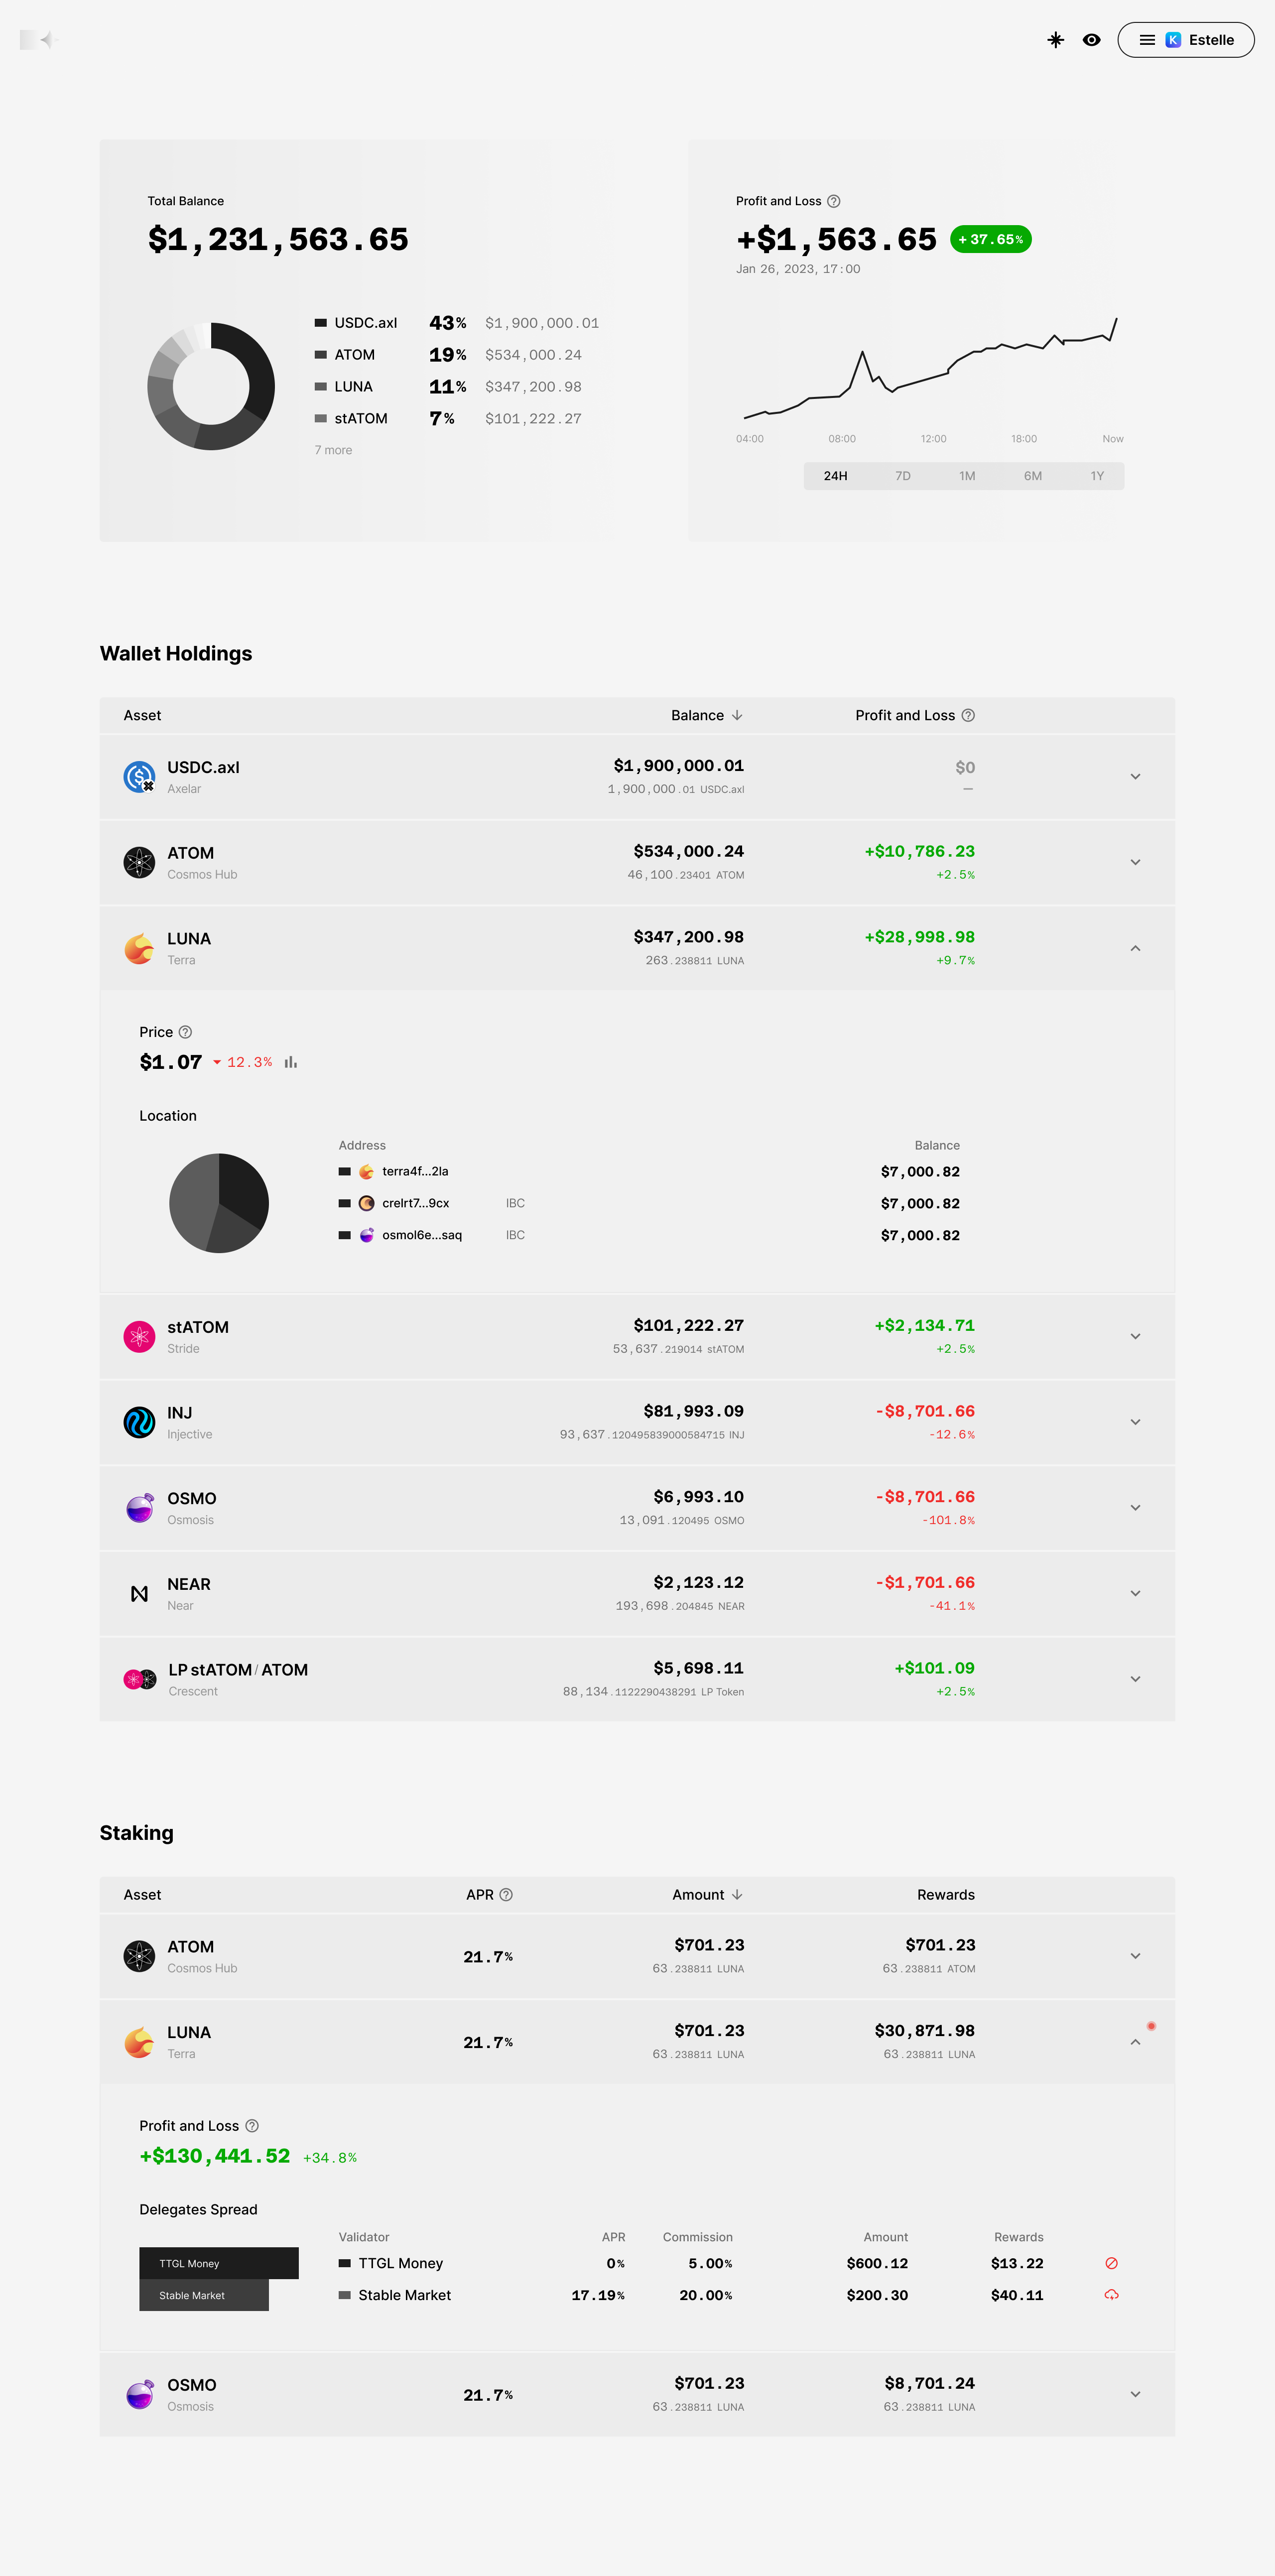 Estelle
Total Balance
$1,231,563.65
USDC.axl 43% $1,900,000.01
ATOM 19% $534,000.24
LUNA 11% $347,200.98
stATOM 7% $101,222.27
7 more
Profit and Loss
+$1,563.65 +37.65%
Jan 26, 2023, 17:00
04:00 08:00 12:00 18:00 Now
24H 7D 1M 6M 1Y
Wallet Holdings
Asset Balance Profit and Loss
USDC.axl $1,900,000.01 $0
Axelar 1,900,000.01 USDC.axl —
ATOM $534,000.24 +$10,786.23
Cosmos Hub 46,100.23401 ATOM +2.5%
LUNA $347,200.98 +$28,998.98
Terra 263.238811 LUNA +9.7%
Price
$1.07 12.3%
Location
Address Balance
terra4f...2la $7,000.82
crelrt7...9cx IBC $7,000.82
osmol6e...saq IBC $7,000.82
stATOM $101,222.27 +$2,134.71
Stride 53,637.219014 stATOM +2.5%
INJ $81,993.09 -$8,701.66
Injective 93,637.120495839000584715 INJ -12.6%
OSMO $6,993.10 -$8,701.66
Osmosis 13,091.120495 OSMO -101.8%
NEAR $2,123.12 -$1,701.66
Near 193,698.204845 NEAR -41.1%
LP stATOM / ATOM $5,698.11 +$101.09
Crescent 88,134.1122290438291 LP Token +2.5%
Staking
Asset APR Amount Rewards
ATOM 21.7% $701.23 $701.23
Cosmos Hub 63.238811 LUNA 63.238811 ATOM
LUNA 21.7% $701.23 $30,871.98
Terra 63.238811 LUNA 63.238811 LUNA
Profit and Loss
+$130,441.52 +34.8%
Delegates Spread
Validator APR Commission Amount Rewards
TTGL Money TTGL Money 0% 5.00% $600.12 $13.22
Stable Market Stable Market 17.19% 20.00% $200.30 $40.11
OSMO 21.7% $701.23 $8,701.24
Osmosis 63.238811 LUNA 63.238811 LUNA